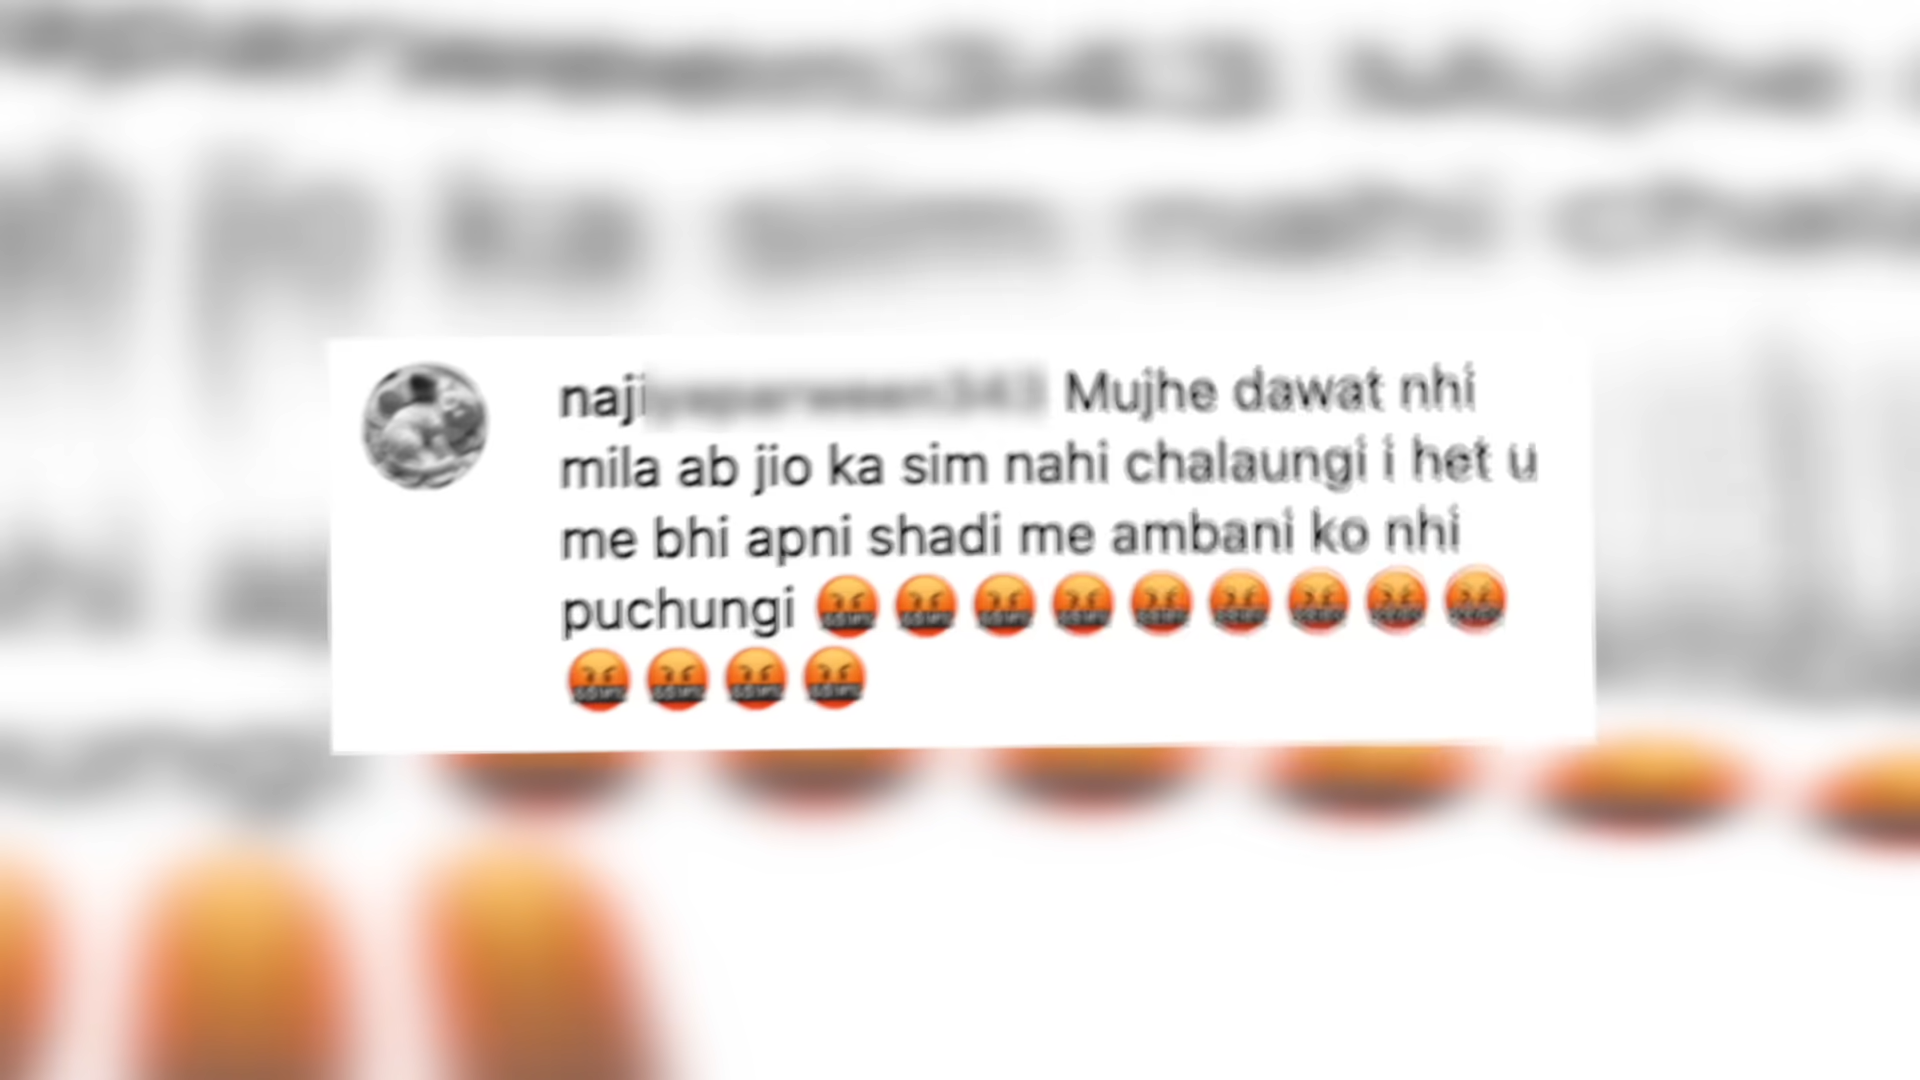 naji Mujhe dawat nhi
mila ab jio ka sim nahi chalaungi i het u
me bhi apni shadi me ambani ko nhi
puchungi 🤬🤬🤬🤬🤬🤬🤬🤬🤬
🤬🤬🤬🤬